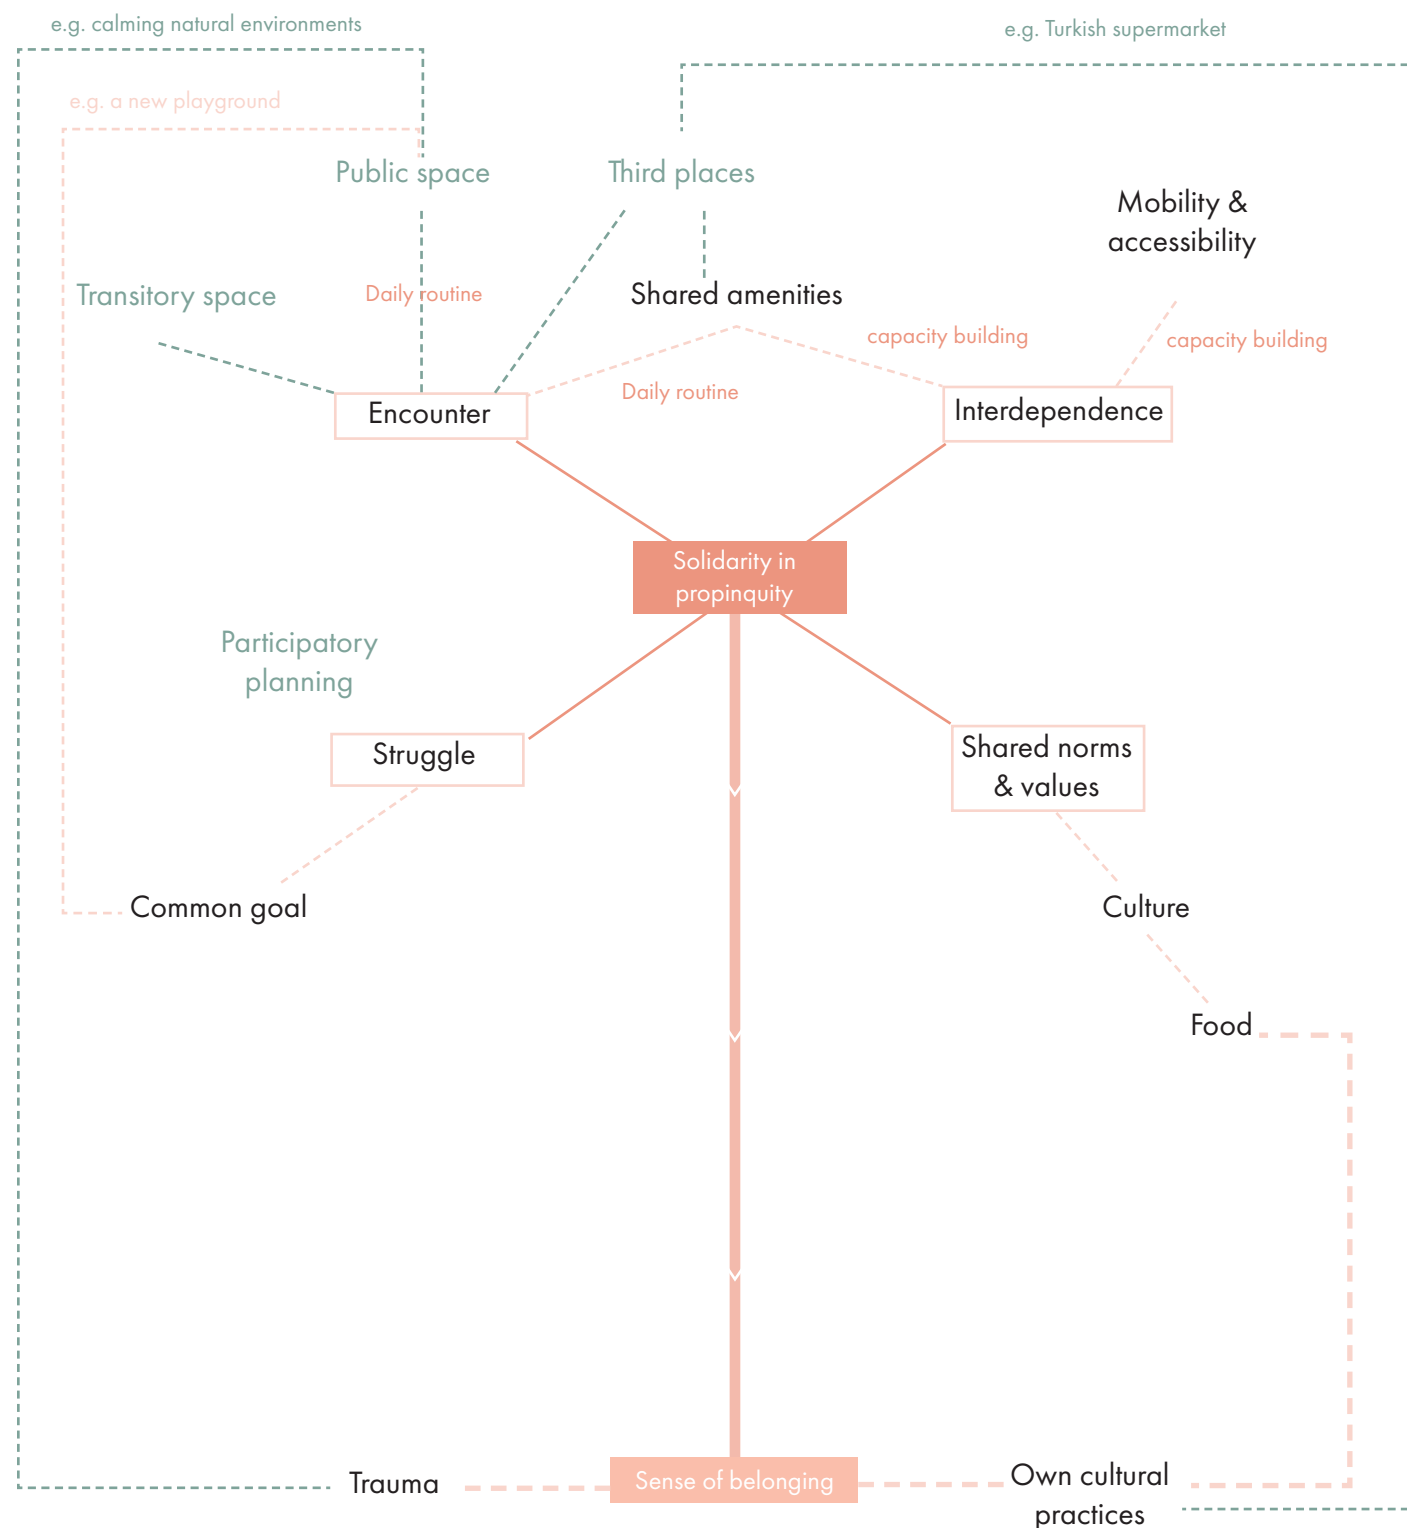 e.g. calming natural environments
e.g. Turkish supermarket
e.g. a new playground
Public space
Third places
Mobility &
accessibility
Transitory space
Daily routine
Shared amenities
capacity building
capacity building
Daily routine
Encounter
Interdependence
Solidarity in
propinquity
Participatory
planning
Struggle
Shared norms
& values
Common goal
Culture
Food
Trauma
Sense of belonging
Own cultural
practices